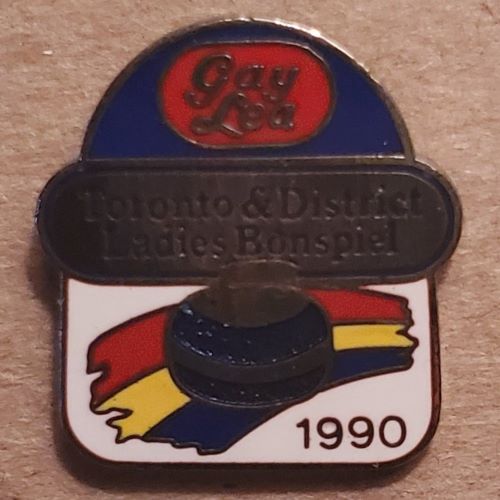 Gay
Lea
Toronto & District
Ladies Bonspiel
1990